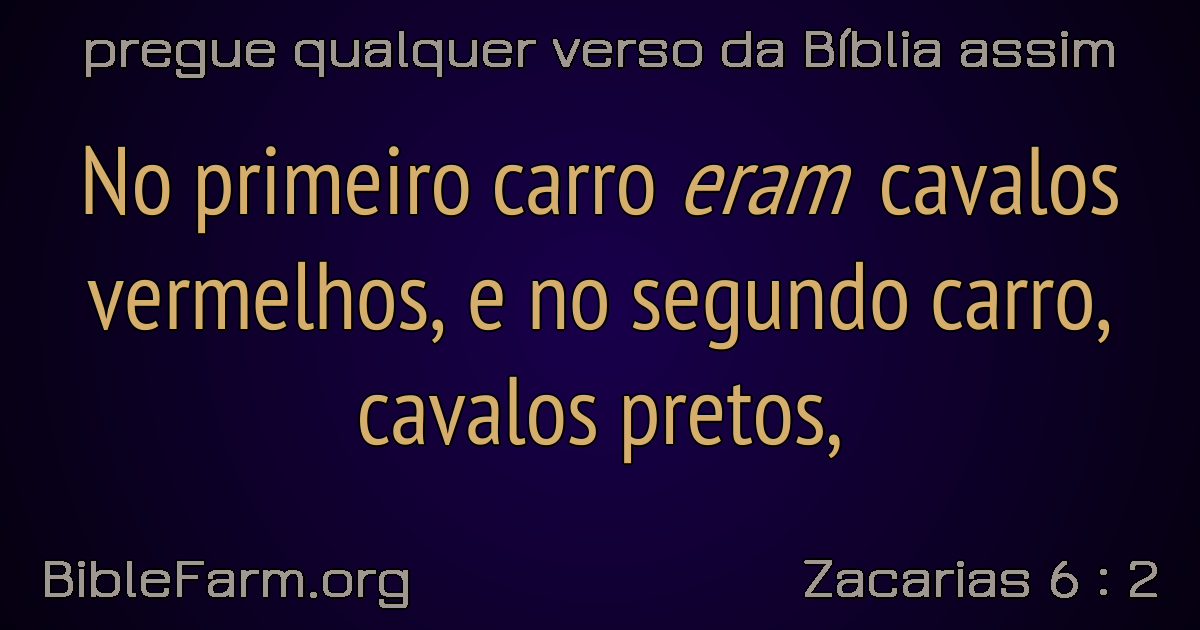 pregue qualquer verso da Bíblia assim
No primeiro carro eram cavalos
vermelhos, e no segundo carro,
cavalos pretos,
BibleFarm.org
Zacarias 6 : 2